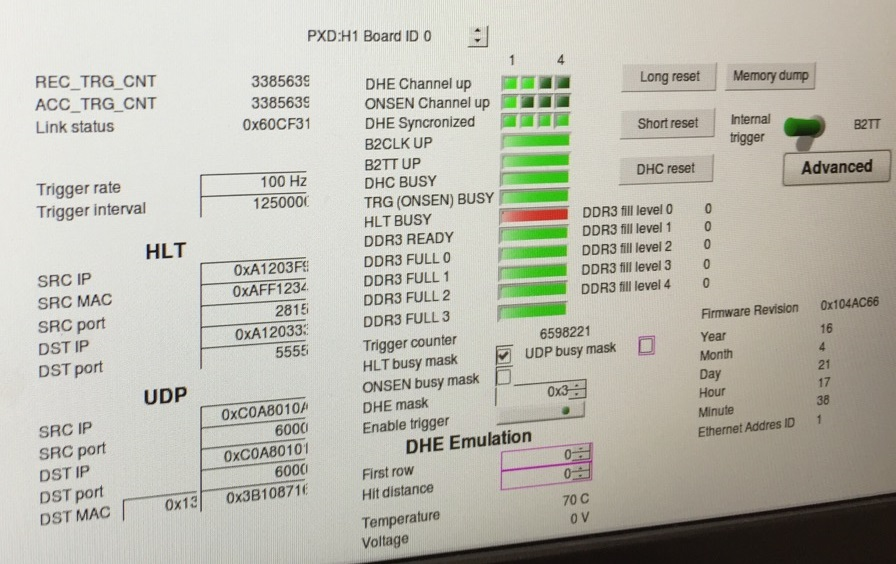 PXD:H1 Board ID 0
1 4
REC_TRG_CNT 3385639
ACC_TRG_CNT 3385639
Link status 0x60CF31
Trigger rate 100 Hz
Trigger interval 125000
HLT
SRC IP 0xA1203F9
SRC MAC 0xAFF1234
SRC port 2815
DST IP 0xA12033
DST port 5555
UDP
SRC IP 0xC0A8010
SRC port 6000
DST IP 0xC0A8010
DST port 6000
DST MAC 0x13 0x3B10871
DHE Channel up
ONSEN Channel up
DHE Syncronized
B2CLK UP
B2TT UP
DHC BUSY
TRG (ONSEN) BUSY
HLT BUSY
DDR3 READY
DDR3 FULL 0
DDR3 FULL 1
DDR3 FULL 2
DDR3 FULL 3
DDR3 fill level 0 0
DDR3 fill level 1 0
DDR3 fill level 2 0
DDR3 fill level 3 0
DDR3 fill level 4 0
Trigger counter 6598221
HLT busy mask UDP busy mask
ONSEN busy mask
DHE mask 0x3
Enable trigger
DHE Emulation
First row 0
Hit distance 0
Temperature 70 C
Voltage 0 V
Long reset Memory dump
Short reset Internal trigger B2TT
DHC reset Advanced
Firmware Revision 0x104AC66
Year 16
Month 4
Day 21
Hour 17
Minute 38
Ethernet Addres ID 1